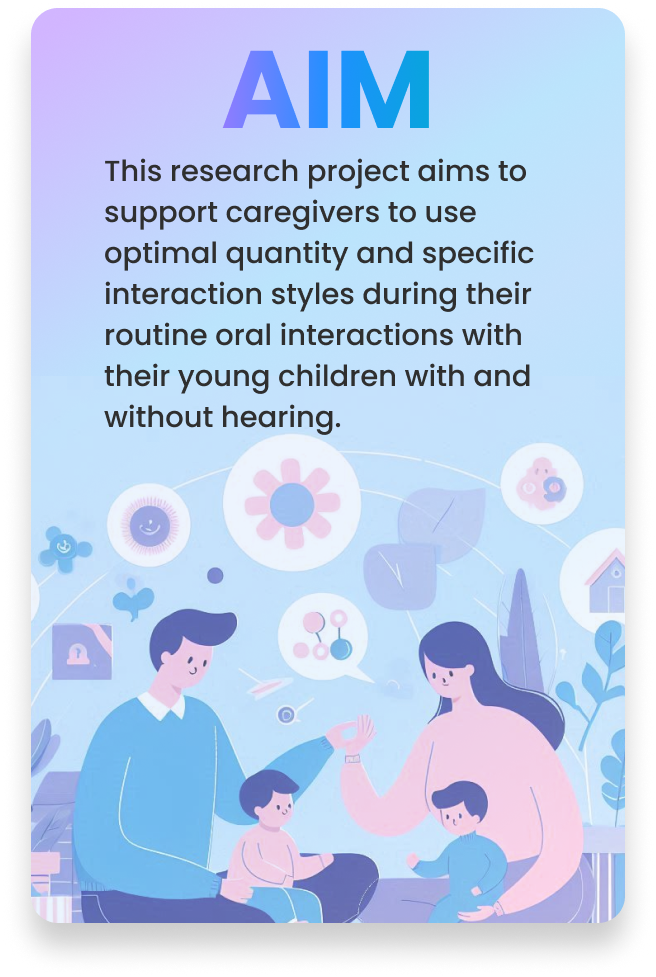 AIM
This research project aims to
support caregivers to use
optimal quantity and specific
interaction styles during their
routine oral interactions with
their young children with and
without hearing.